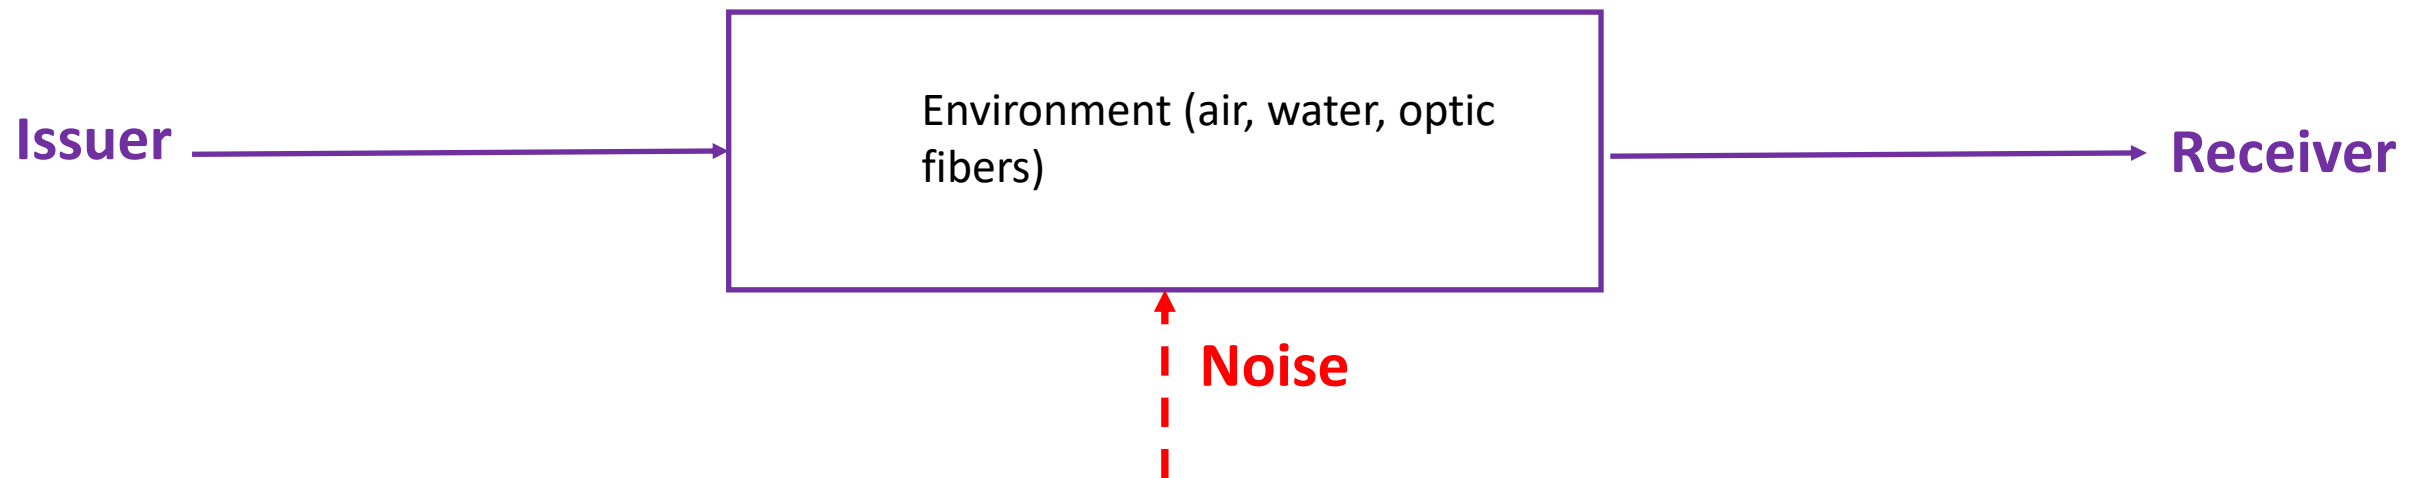 Issuer
Environment (air, water, optic
fibers)
Receiver
Noise